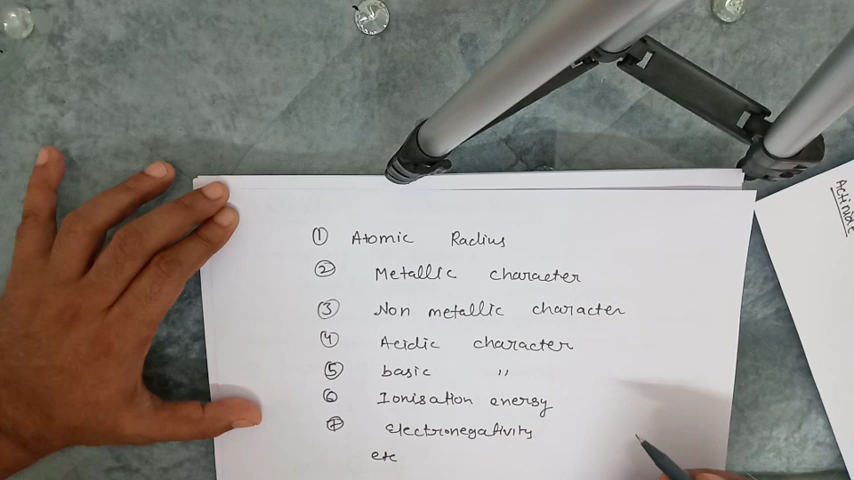 ① Atomic Radius
② Metallic character
③ Non metallic character
④ Acidic character
⑤ basic ,,
⑥ Ionisation energy
⑦ electronegativity
etc
Actinide